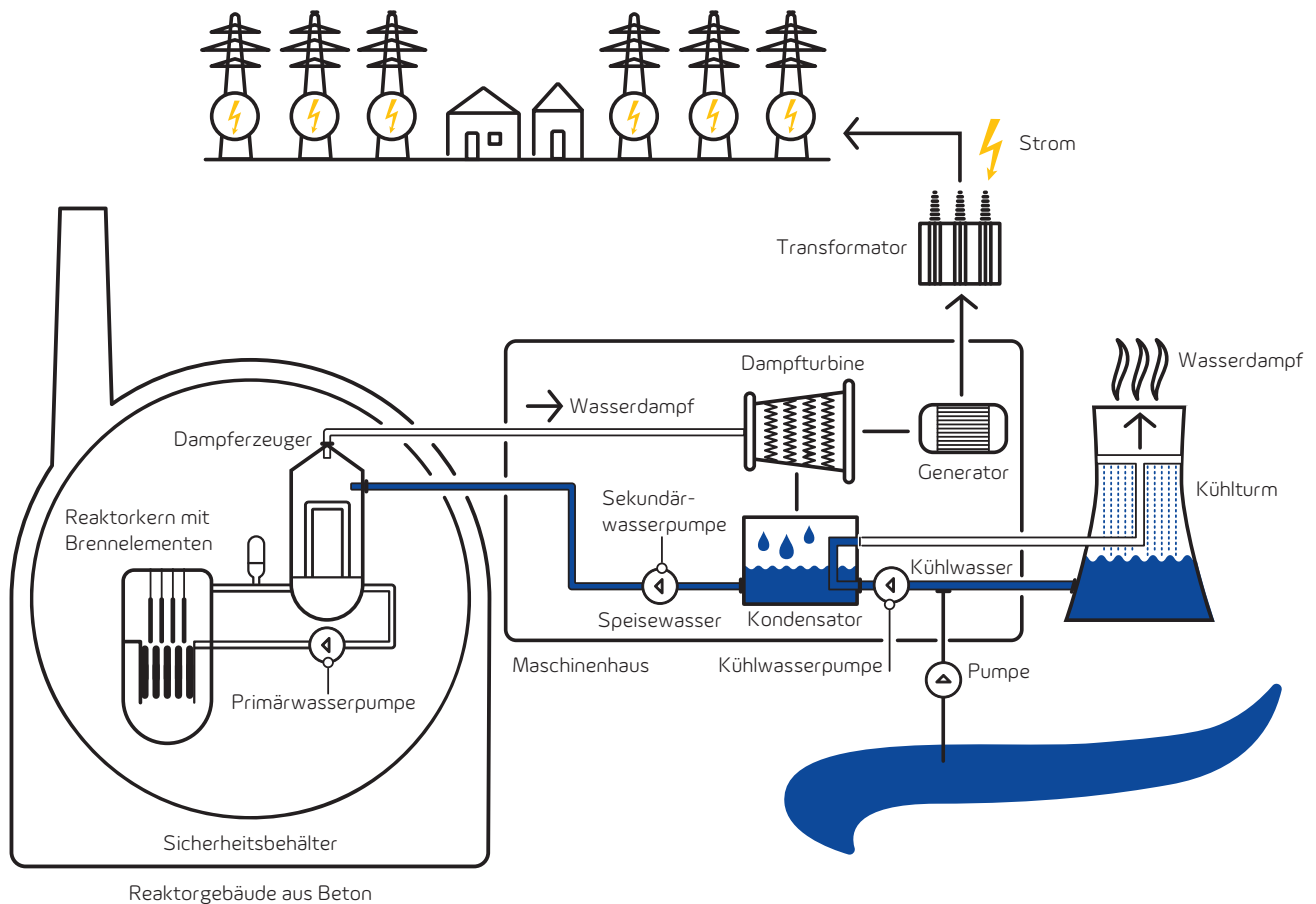 Strom
Transformator
Dampfturbine
Wasserdampf
Wasserdampf
Dampferzeuger
Generator
Kühlturm
Sekundär-
wasserpumpe
Reaktorkern mit
Brennelementen
Kühlwasser
Speisewasser
Kondensator
Maschinenhaus
Kühlwasserpumpe
Pumpe
Primärwasserpumpe
Sicherheitsbehälter
Reaktorgebäude aus Beton